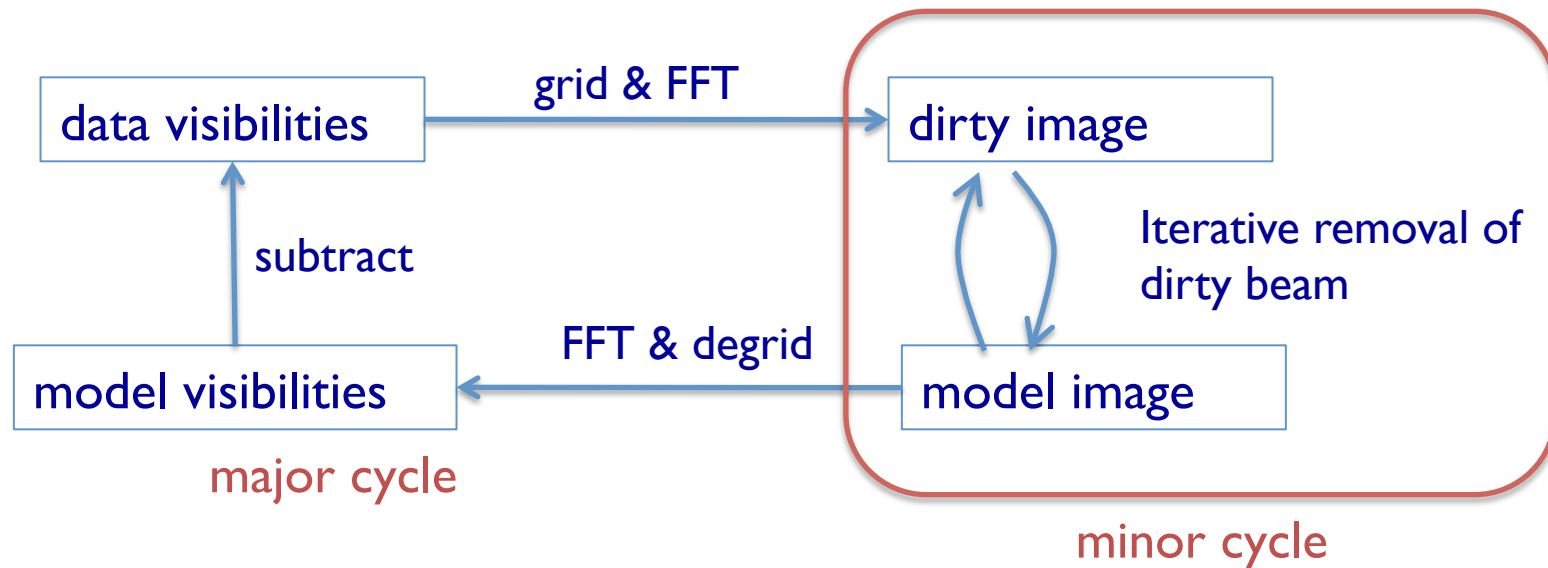 grid & FFT
data visibilities
dirty image
subtract
Iterative removal of
dirty beam
FFT & degrid
model visibilities
model image
major cycle
minor cycle